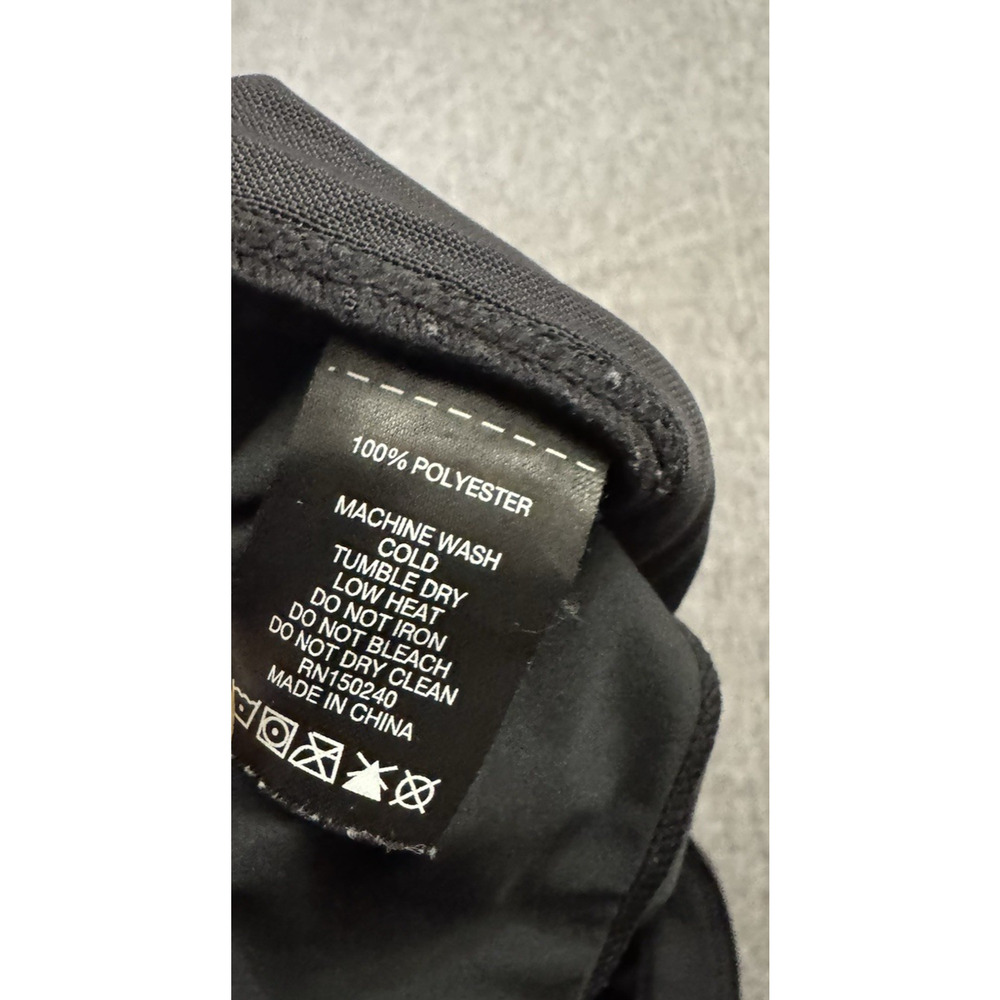 100% POLYESTER
MACHINE WASH
COLD
TUMBLE DRY
LOW HEAT
DO NOT IRON
DO NOT BLEACH
DO NOT DRY CLEAN
RN150240
MADE IN CHINA